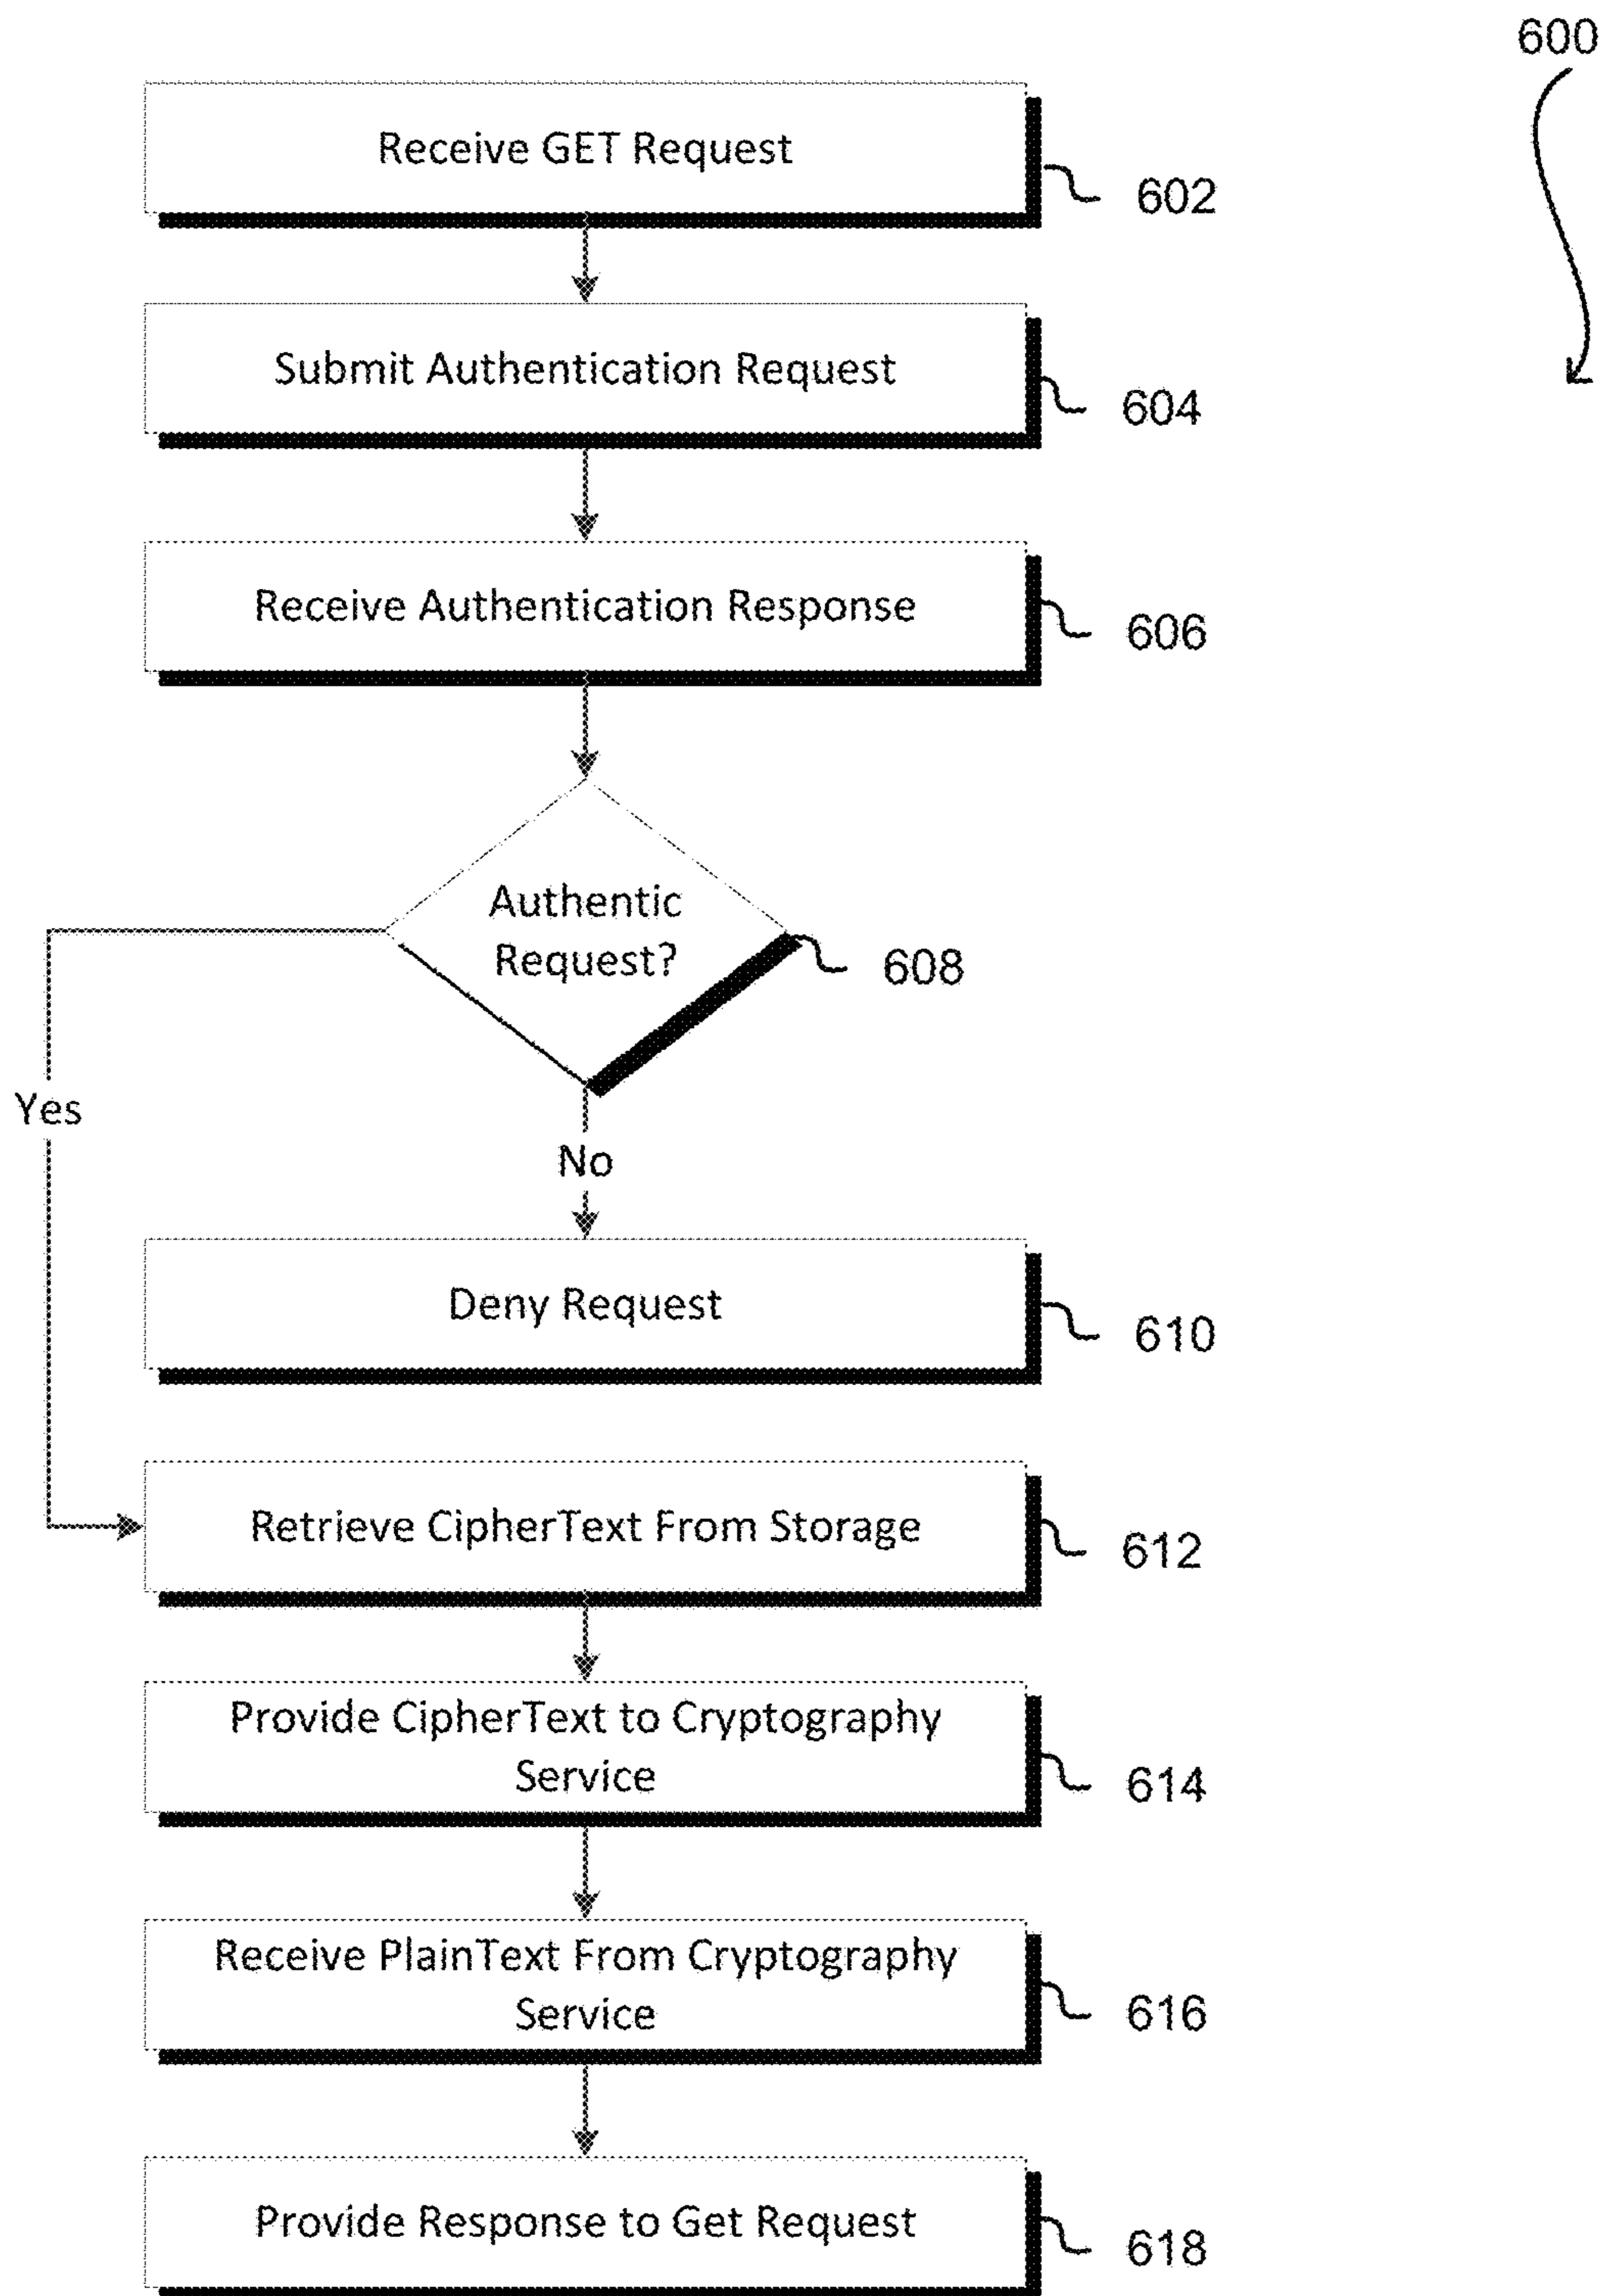 600
Receive GET Request
602
Submit Authentication Request
604
Receive Authentication Response
606
Authentic
Request?
608
Yes
No
Deny Request
610
Retrieve CipherText From Storage
612
Provide CipherText to Cryptography
Service
614
Receive PlainText From Cryptography
Service
616
Provide Response to Get Request
618